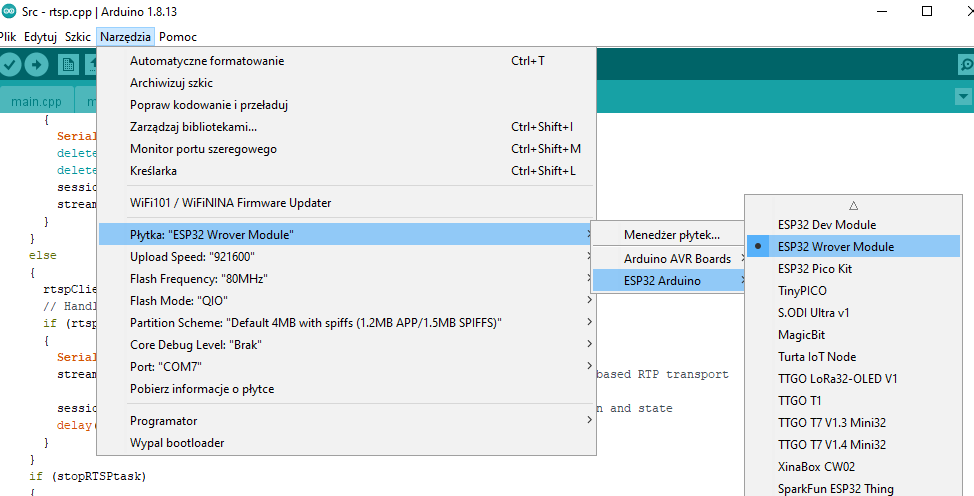 Src - rtsp.cpp | Arduino 1.8.13
Plik Edytuj Szkic Narzędzia Pomoc
main.cpp
Automatyczne formatowanie Ctrl+T
Archiwizuj szkic
Popraw kodowanie i przeładuj
Zarządzaj bibliotekami... Ctrl+Shift+I
Monitor portu szeregowego Ctrl+Shift+M
Kreślarka Ctrl+Shift+L
WiFi101 / WiFiNINA Firmware Updater
Płytka: "ESP32 Wrover Module"
Upload Speed: "921600"
Flash Frequency: "80MHz"
Flash Mode: "QIO"
Partition Scheme: "Default 4MB with spiffs (1.2MB APP/1.5MB SPIFFS)"
Core Debug Level: "Brak"
Port: "COM7"
Pobierz informacje o płytce
Programator
Wypal bootloader
Menedżer płytek...
Arduino AVR Boards
ESP32 Arduino
△
ESP32 Dev Module
ESP32 Wrover Module
ESP32 Pico Kit
TinyPICO
S.ODI Ultra v1
MagicBit
Turta IoT Node
TTGO LoRa32-OLED V1
TTGO T1
TTGO T7 V1.3 Mini32
TTGO T7 V1.4 Mini32
XinaBox CW02
SparkFun ESP32 Thing
{
Serial
delete
delete
sessi
stream
}
}
else
{
rtspClie
// Handl
if (rtsp
{
Serial
stream based RTP transport
sessi n and state
delay(
}
}
if (stopRTSPtask)
{